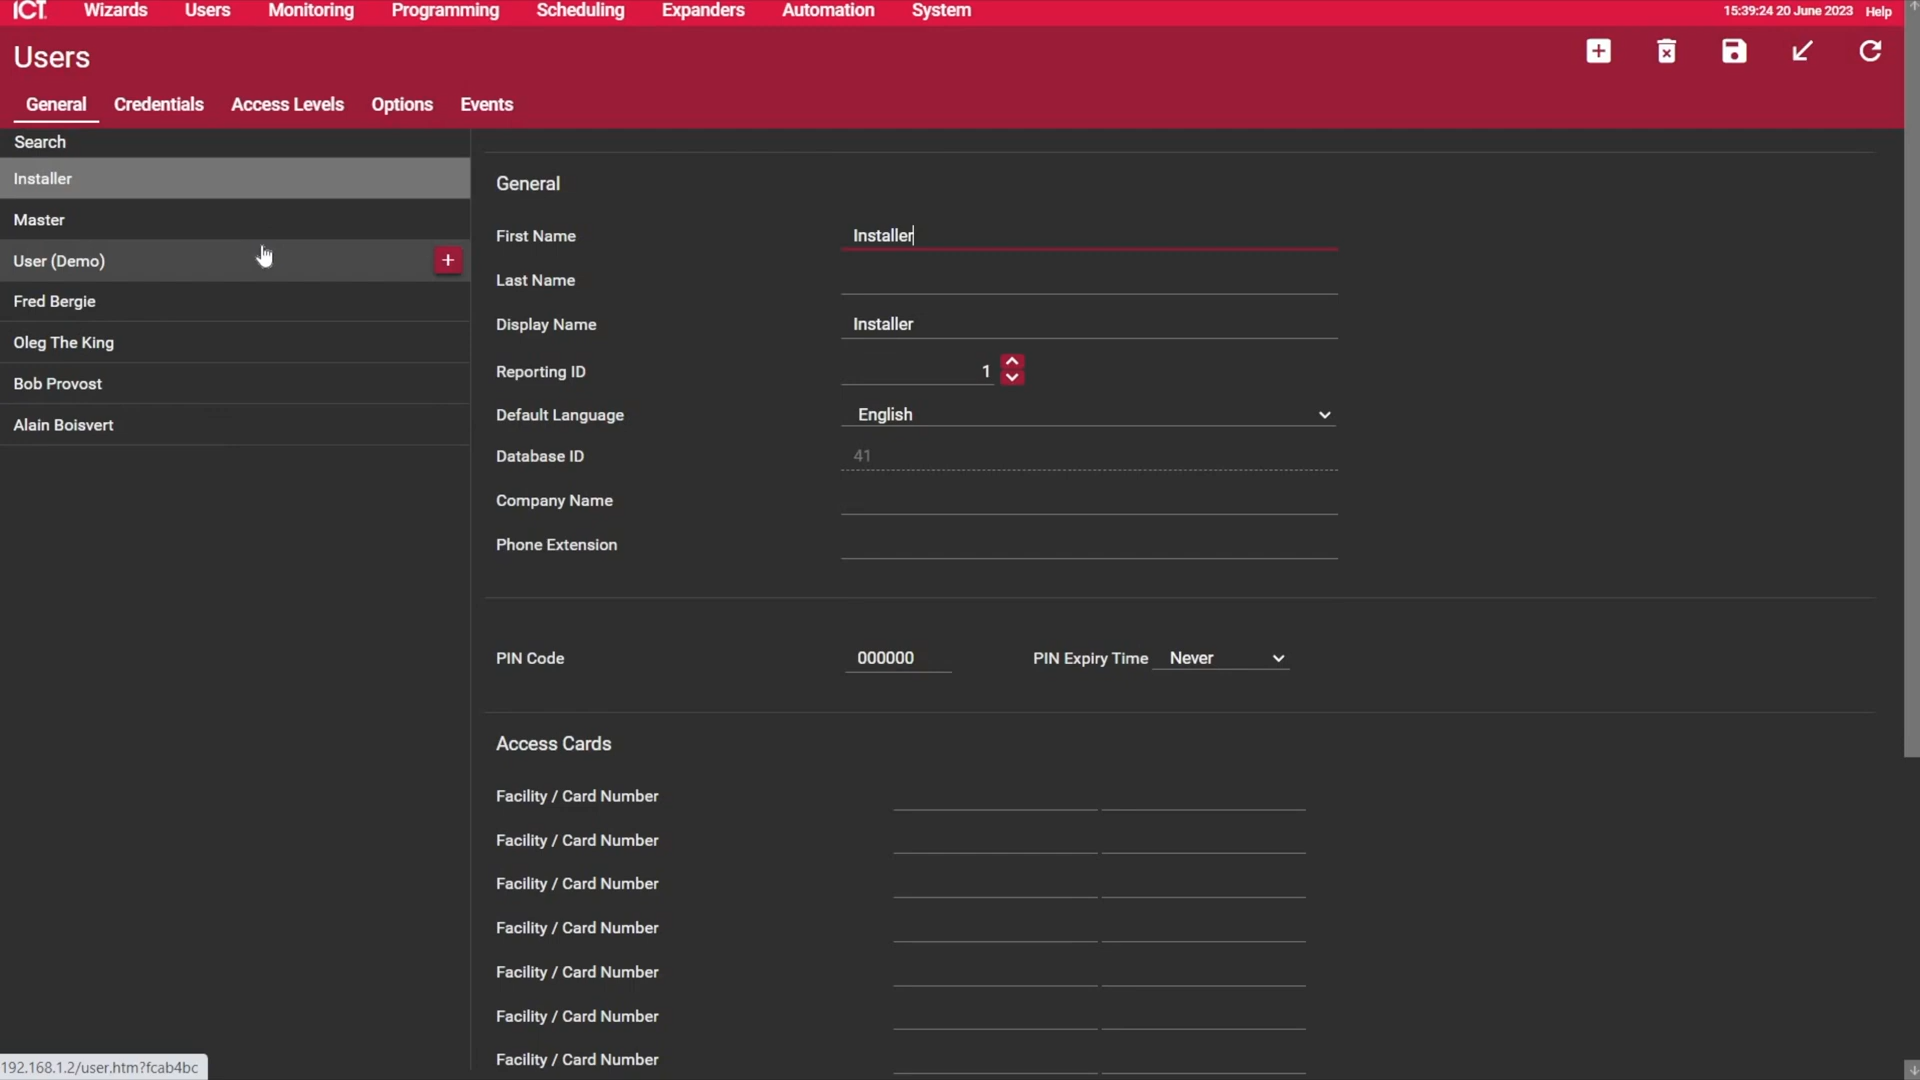 ICT. Wizards Users Monitoring Programming Scheduling Expanders Automation System 15:39:24 20 June 2023 Help
Users
General Credentials Access Levels Options Events
Search
Installer
Master
User (Demo) +
Fred Bergie
Oleg The King
Bob Provost
Alain Boisvert
General
First Name Installer
Last Name
Display Name Installer
Reporting ID 1
Default Language English
Database ID 41
Company Name
Phone Extension
PIN Code 000000 PIN Expiry Time Never
Access Cards
Facility / Card Number
Facility / Card Number
Facility / Card Number
Facility / Card Number
Facility / Card Number
Facility / Card Number
Facility / Card Number
192.168.1.2/user.htm?fcab4bc